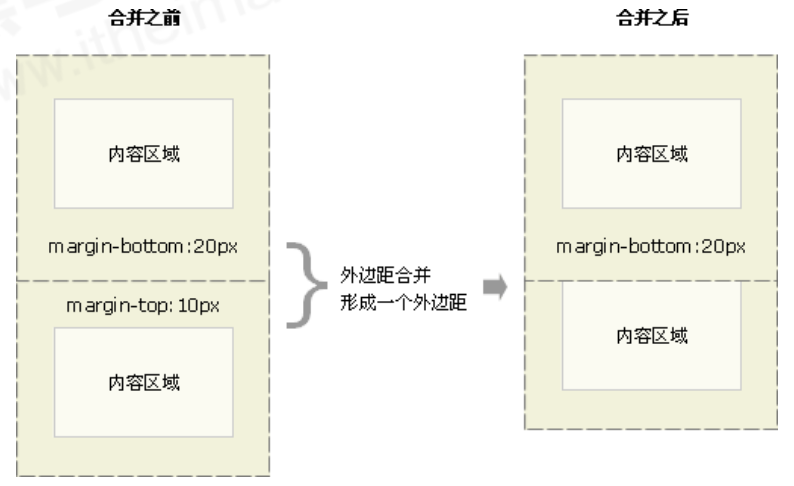 合并之前
合并之后
内容区域
内容区域
margin-bottom:20px
margin-bottom:20px
外边距合并
形成一个外边距
margin-top:10px
内容区域
内容区域